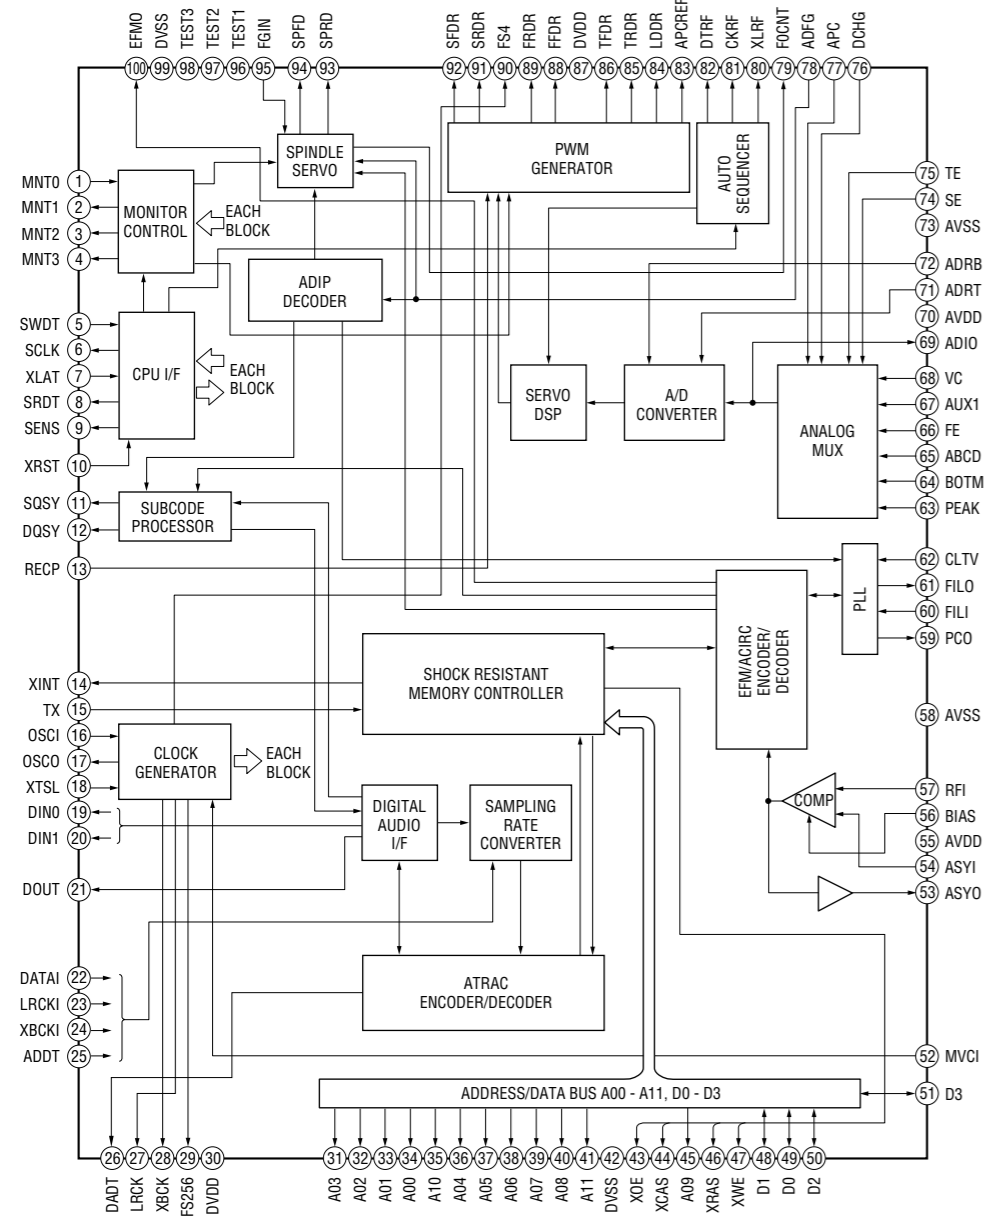 EFMO
DVSS
TEST3
TEST2
TEST1
FGIN
SPFD
SPRD
SFDR
SRDR
FS4
FRDR
FFDR
DVDD
TFDR
TRDR
LDDR
APCREF
DTRF
CKRF
XLRF
F0CNT
ADFG
APC
DCHG
100
99
98
97
96
95
94
93
92
91
90
89
88
87
86
85
84
83
82
81
80
79
78
77
76
MNT0 1
MNT1 2
MNT2 3
MNT3 4
SWDT 5
SCLK 6
XLAT 7
SRDT 8
SENS 9
XRST 10
SQSY 11
DQSY 12
RECP 13
XINT 14
TX 15
OSCI 16
OSCO 17
XTSL 18
DIN0 19
DIN1 20
DOUT 21
DATAI 22
LRCKI 23
XBCKI 24
ADDT 25
SPINDLE
SERVO
PWM
GENERATOR
AUTO
SEQUENCER
MONITOR
CONTROL
EACH
BLOCK
ADIP
DECODER
CPU I/F
EACH
BLOCK
SERVO
DSP
A/D
CONVERTER
ANALOG
MUX
SUBCODE
PROCESSOR
PLL
EFM/ACIRC
ENCODER/
DECODER
SHOCK RESISTANT
MEMORY CONTROLLER
CLOCK
GENERATOR
EACH
BLOCK
DIGITAL
AUDIO
I/F
SAMPLING
RATE
CONVERTER
COMP
ATRAC
ENCODER/DECODER
ADDRESS/DATA BUS A00 - A11, D0 - D3
75 TE
74 SE
73 AVSS
72 ADRB
71 ADRT
70 AVDD
69 ADIO
68 VC
67 AUX1
66 FE
65 ABCD
64 BOTM
63 PEAK
62 CLTV
61 FILO
60 FILI
59 PCO
58 AVSS
57 RFI
56 BIAS
55 AVDD
54 ASYI
53 ASYO
52 MVCI
51 D3
26
27
28
29
30
31
32
33
34
35
36
37
38
39
40
41
42
43
44
45
46
47
48
49
50
DADT
LRCK
XBCK
FS256
DVDD
A03
A02
A01
A00
A10
A04
A05
A06
A07
A08
A11
DVSS
XOE
XCAS
A09
XRAS
XWE
D1
D0
D2